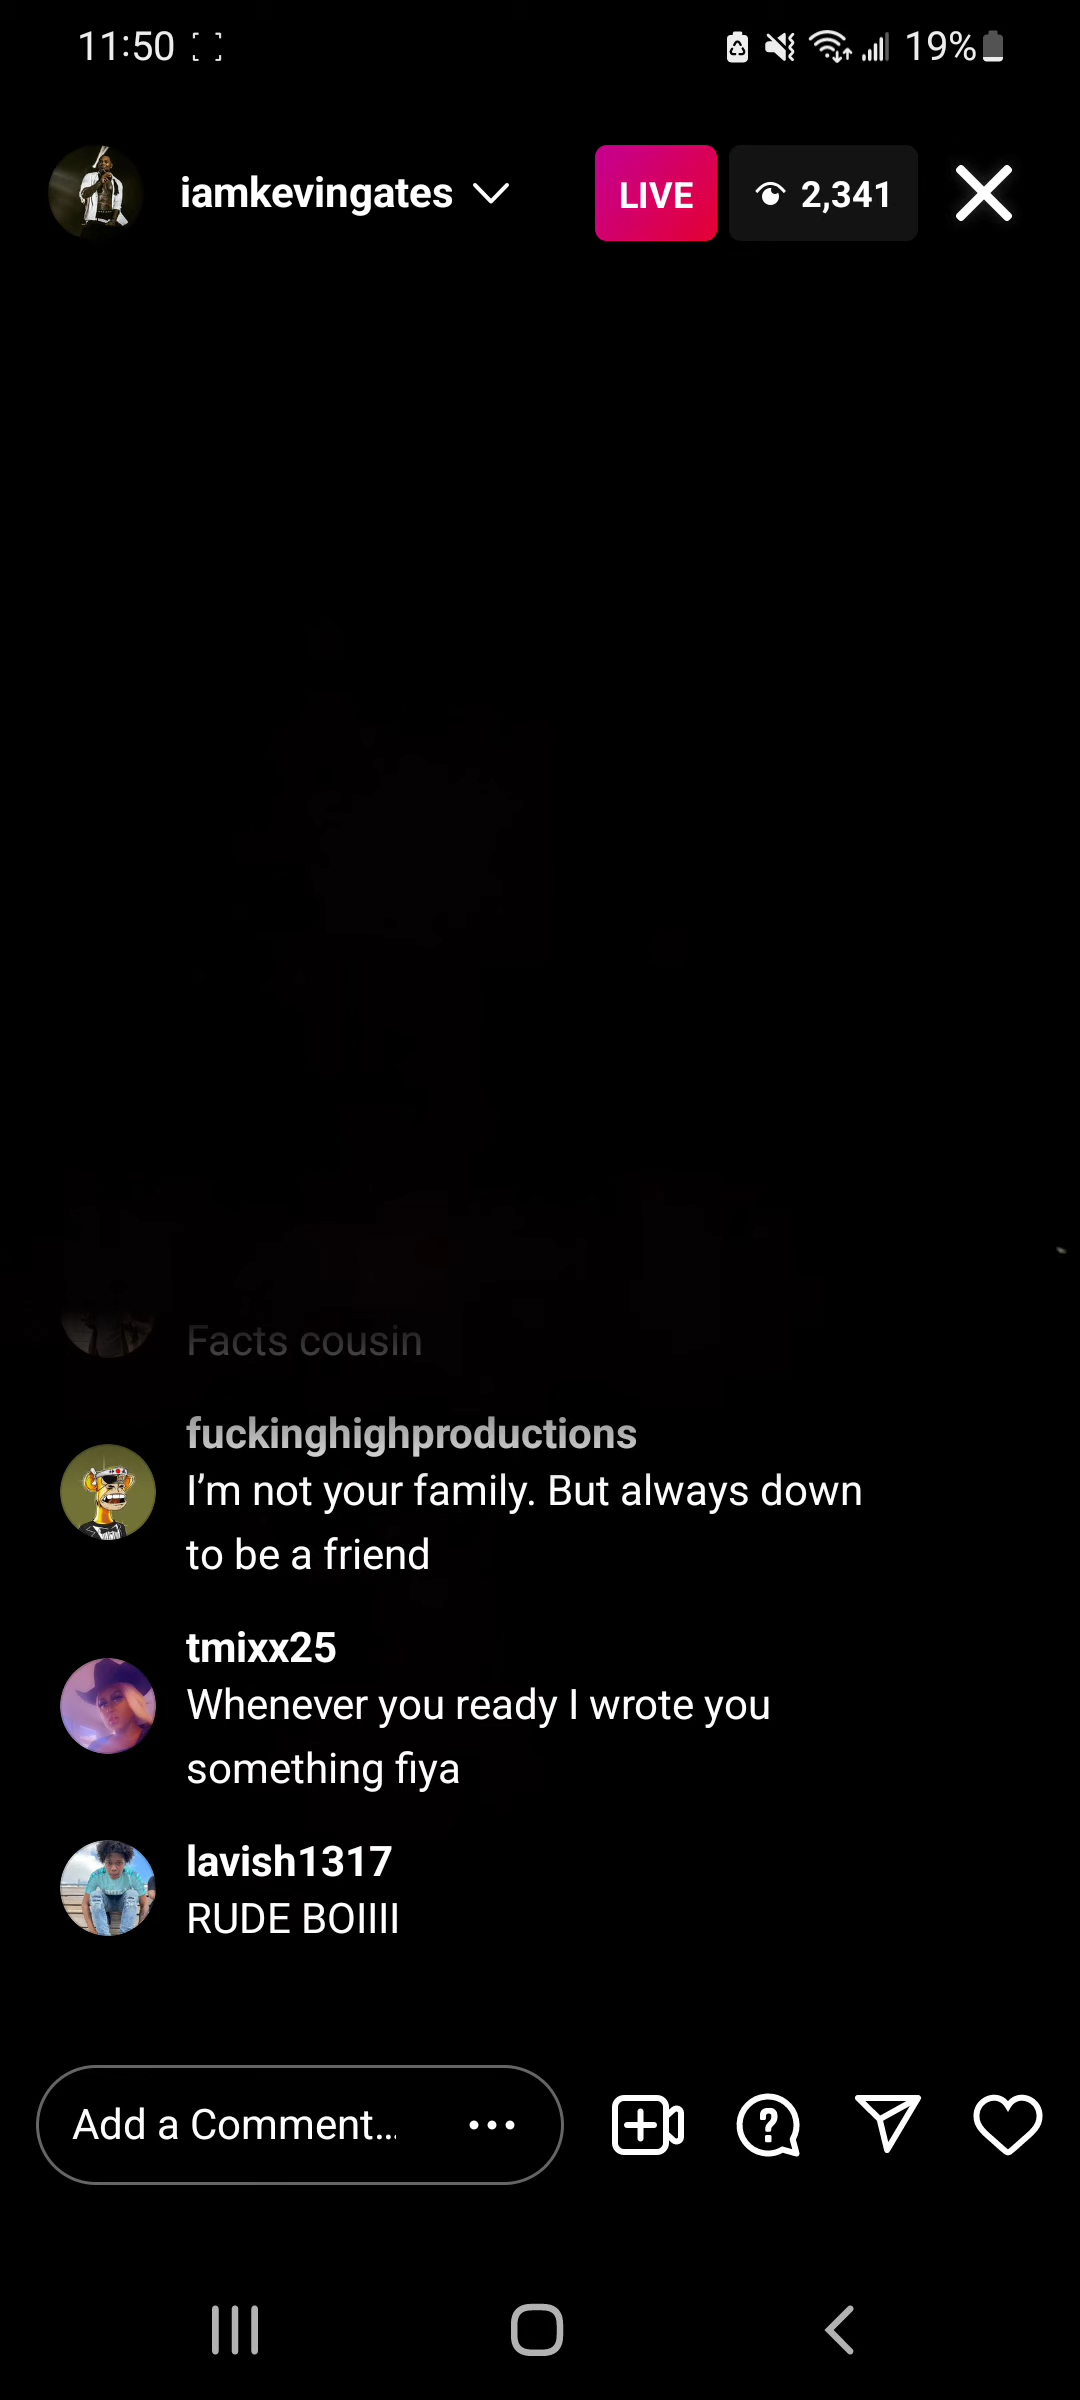 11:50
19%
iamkevingates
LIVE
2,341
Facts cousin
fuckinghighproductions
I’m not your family. But always down
to be a friend
tmixx25
Whenever you ready I wrote you
something fiya
lavish1317
RUDE BOIIII
Add a Comment...